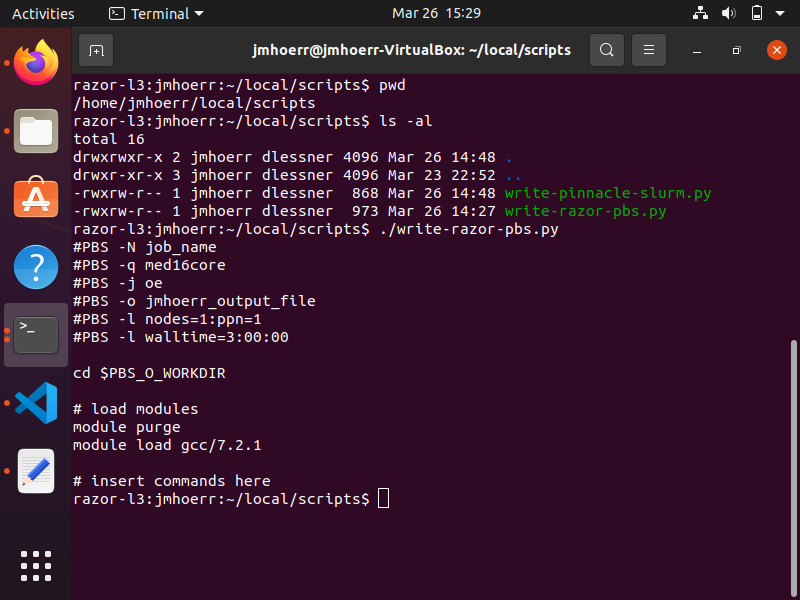 Activities
Terminal
Mar 26 15:29
jmhoerr@jmhoerr-VirtualBox: ~/local/scripts
razor-l3:jmhoerr:~/local/scripts$ pwd
/home/jmhoerr/local/scripts
razor-l3:jmhoerr:~/local/scripts$ ls -al
total 16
drwxrwxr-x 2 jmhoerr dlessner 4096 Mar 26 14:48 .
drwxr-xr-x 3 jmhoerr dlessner 4096 Mar 23 22:52 ..
-rwxrw-r-- 1 jmhoerr dlessner  868 Mar 26 14:48 write-pinnacle-slurm.py
-rwxrw-r-- 1 jmhoerr dlessner  973 Mar 26 14:27 write-razor-pbs.py
razor-l3:jmhoerr:~/local/scripts$ ./write-razor-pbs.py
#PBS -N job_name
#PBS -q med16core
#PBS -j oe
#PBS -o jmhoerr_output_file
#PBS -l nodes=1:ppn=1
#PBS -l walltime=3:00:00
cd $PBS_O_WORKDIR
# load modules
module purge
module load gcc/7.2.1
# insert commands here
razor-l3:jmhoerr:~/local/scripts$